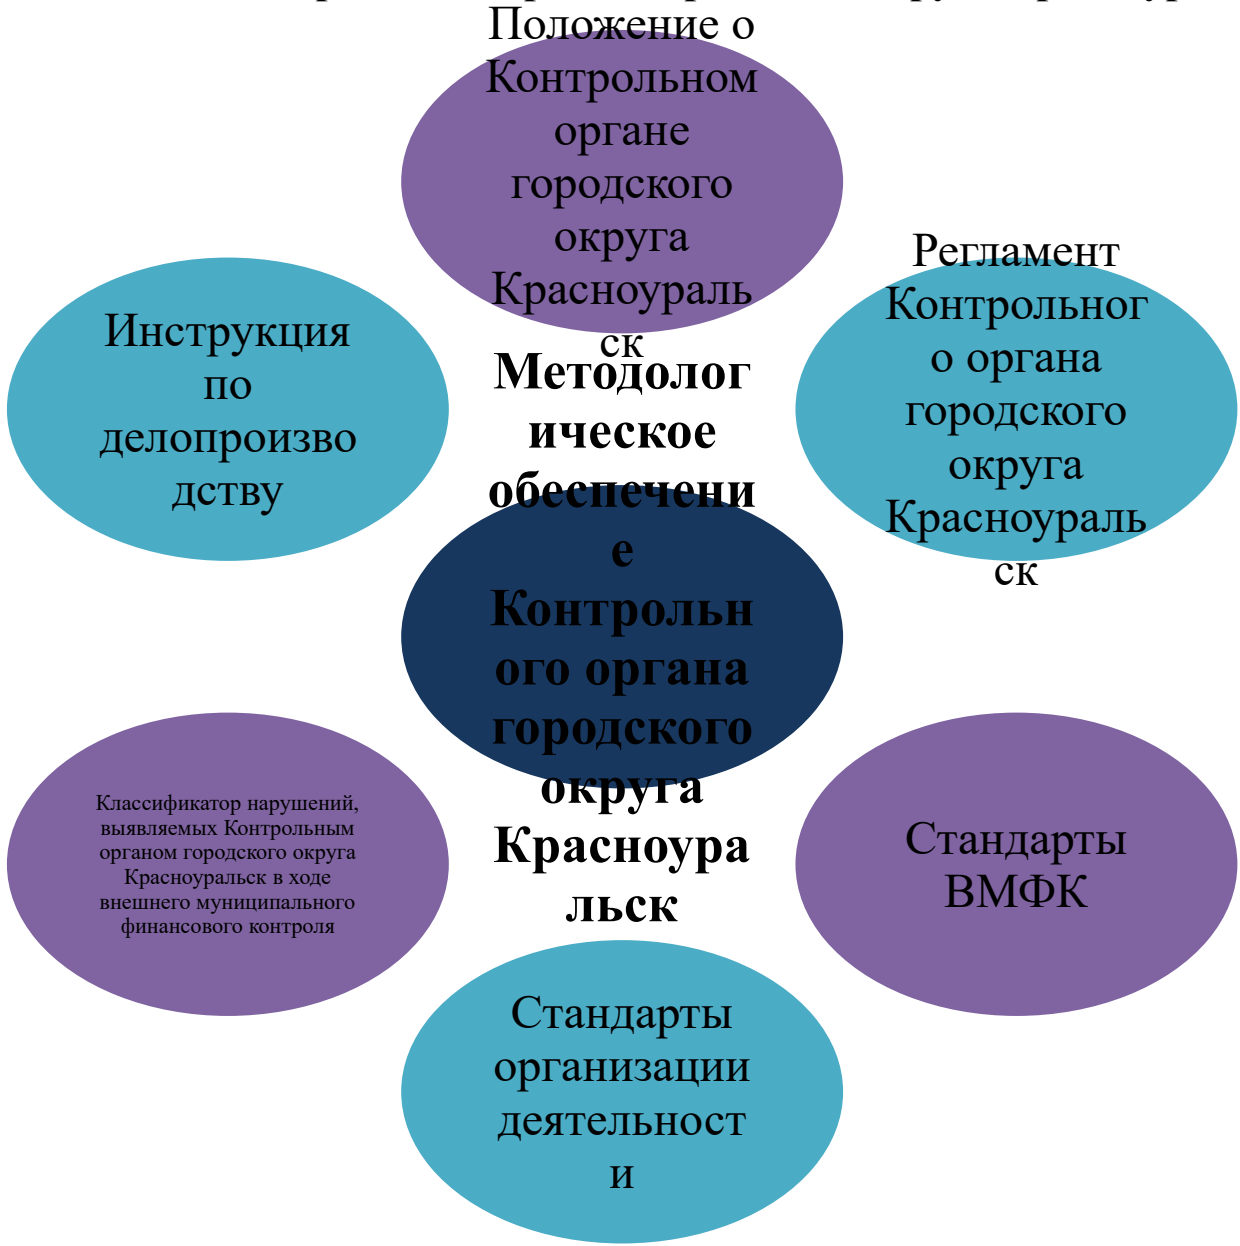 Положение о
Контрольном
органе
городского
округа
Красноураль
ск
Регламент
Контрольног
о органа
городского
округа
Красноураль
ск
Стандарты
ВМФК
Стандарты
организации
деятельност
и
Классификатор нарушений,
выявляемых Контрольным
органом городского округа
Красноуральск в ходе
внешнего муниципального
финансового контроля
Инструкция
по
делопроизво
дству
Методолог
ическое
обеспечени
е
Контрольн
ого органа
городского
округа
Красноура
льск